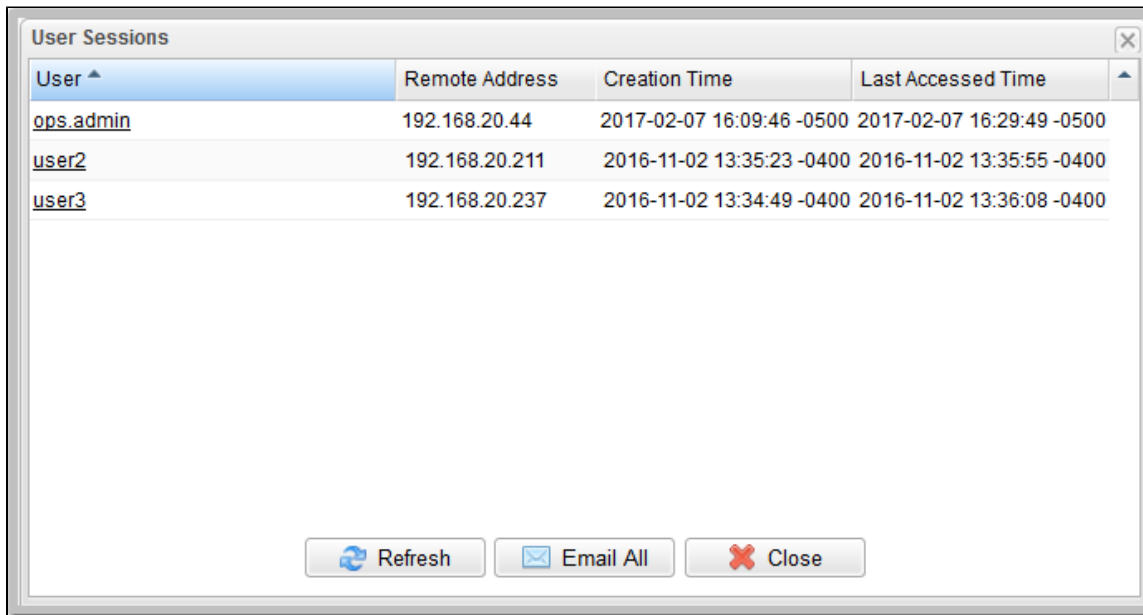 User Sessions
User Remote Address Creation Time Last Accessed Time
ops.admin 192.168.20.44 2017-02-07 16:09:46 -0500 2017-02-07 16:29:49 -0500
user2 192.168.20.211 2016-11-02 13:35:23 -0400 2016-11-02 13:35:55 -0400
user3 192.168.20.237 2016-11-02 13:34:49 -0400 2016-11-02 13:36:08 -0400
Refresh Email All Close